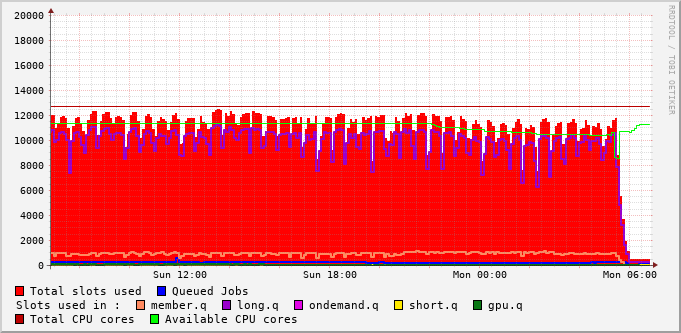 RRDTOOL / TOBI OETIKER
20000
18000
16000
14000
12000
10000
8000
6000
4000
2000
0
Sun 12:00 Sun 18:00 Mon 00:00 Mon 06:00
Total slots used Queued Jobs
Slots used in : member.q long.q ondemand.q short.q gpu.q
Total CPU cores Available CPU cores